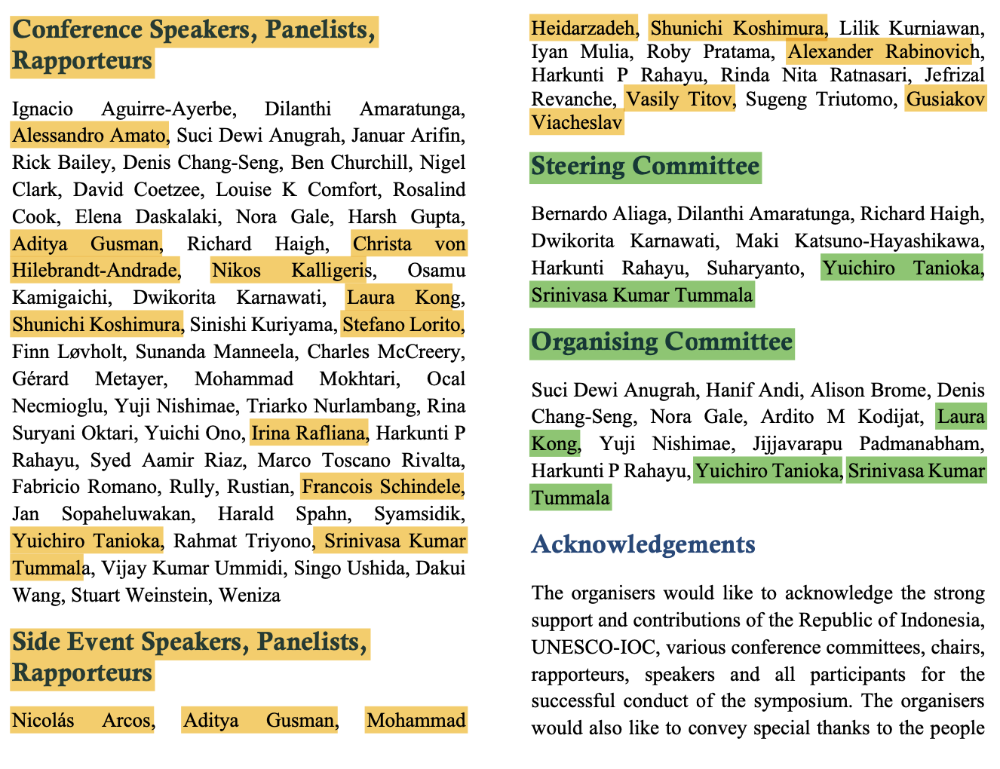 Conference Speakers, Panelists,
Rapporteurs
Ignacio Aguirre-Ayerbe, Dilanthi Amaratunga,
Alessandro Amato, Suci Dewi Anugrah, Januar Arifin,
Rick Bailey, Denis Chang-Seng, Ben Churchill, Nigel
Clark, David Coetzee, Louise K Comfort, Rosalind
Cook, Elena Daskalaki, Nora Gale, Harsh Gupta,
Aditya Gusman, Richard Haigh, Christa von
Hilebrandt-Andrade, Nikos Kalligeris, Osamu
Kamigaichi, Dwikorita Karnawati, Laura Kong,
Shunichi Koshimura, Sinishi Kuriyama, Stefano Lorito,
Finn Løvholt, Sunanda Manneela, Charles McCreery,
Gérard Metayer, Mohammad Mokhtari, Ocal
Necmioglu, Yuji Nishimae, Triarko Nurlambang, Rina
Suryani Oktari, Yuichi Ono, Irina Rafliana, Harkunti P
Rahayu, Syed Aamir Riaz, Marco Toscano Rivalta,
Fabricio Romano, Rully, Rustian, Francois Schindele,
Jan Sopaheluwakan, Harald Spahn, Syamsidik,
Yuichiro Tanioka, Rahmat Triyono, Srinivasa Kumar
Tummala, Vijay Kumar Ummidi, Singo Ushida, Dakui
Wang, Stuart Weinstein, Weniza
Side Event Speakers, Panelists,
Rapporteurs
Nicolás Arcos, Aditya Gusman, Mohammad
Heidarzadeh, Shunichi Koshimura, Lilik Kurniawan,
Iyan Mulia, Roby Pratama, Alexander Rabinovich,
Harkunti P Rahayu, Rinda Nita Ratnasari, Jefrizal
Revanche, Vasily Titov, Sugeng Triutomo, Gusiakov
Viacheslav
Steering Committee
Bernardo Aliaga, Dilanthi Amaratunga, Richard Haigh,
Dwikorita Karnawati, Maki Katsuno-Hayashikawa,
Harkunti Rahayu, Suharyanto, Yuichiro Tanioka,
Srinivasa Kumar Tummala
Organising Committee
Suci Dewi Anugrah, Hanif Andi, Alison Brome, Denis
Chang-Seng, Nora Gale, Ardito M Kodijat, Laura
Kong, Yuji Nishimae, Jijjavarapu Padmanabham,
Harkunti P Rahayu, Yuichiro Tanioka, Srinivasa Kumar
Tummala
Acknowledgements
The organisers would like to acknowledge the strong
support and contributions of the Republic of Indonesia,
UNESCO-IOC, various conference committees, chairs,
rapporteurs, speakers and all participants for the
successful conduct of the symposium. The organisers
would also like to convey special thanks to the people